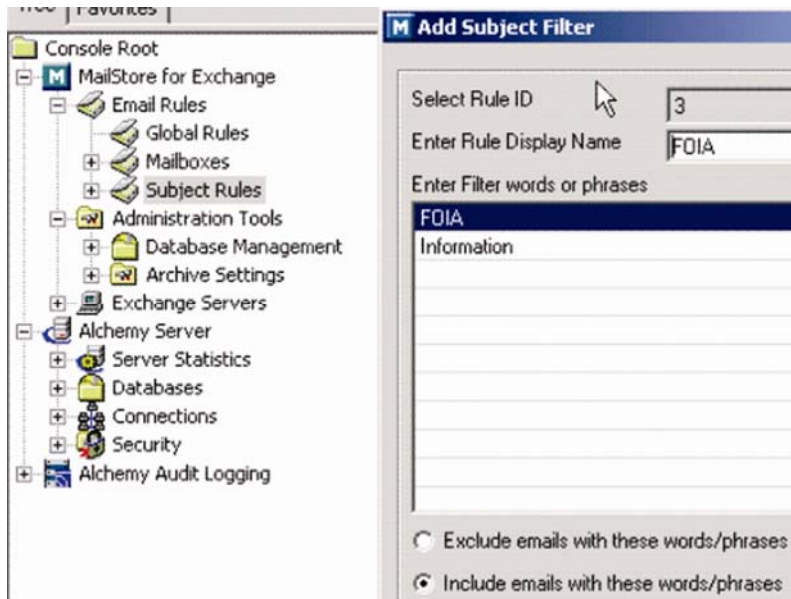 Tree
Favorites
Console Root
MailStore for Exchange
Email Rules
Global Rules
Mailboxes
Subject Rules
Administration Tools
Database Management
Archive Settings
Exchange Servers
Alchemy Server
Server Statistics
Databases
Connections
Security
Alchemy Audit Logging
M Add Subject Filter
Select Rule ID 3
Enter Rule Display Name FOIA
Enter Filter words or phrases
FOIA
Information
Exclude emails with these words/phrases
Include emails with these words/phrases